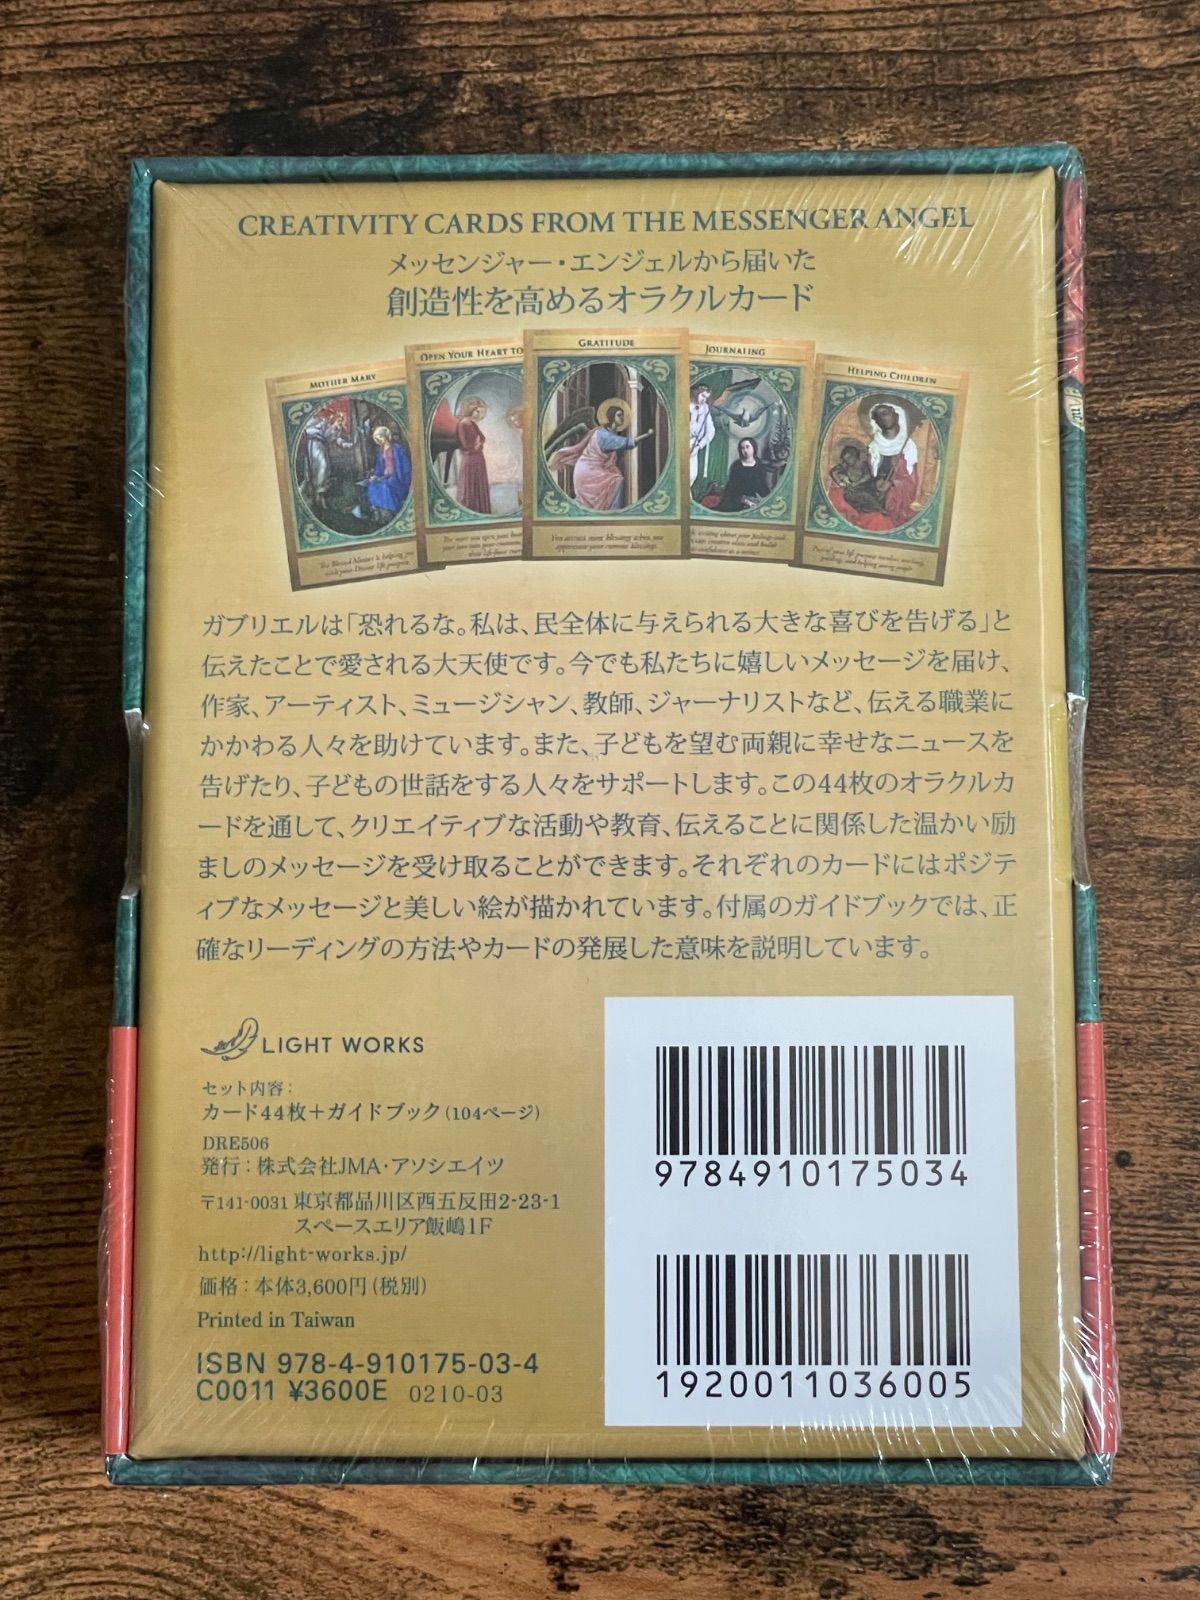 CREATIVITY CARDS FROM THE MESSENGER ANGEL
メッセンジャー・エンジェルから届いた
創造性を高めるオラクルカード
MOTHER MARY
OPEN YOUR HEART TO
GRATITUDE
JOURNALING
HELPING CHILDREN
The Blessed Mother is helping you
with your Divine life purpose.
You attract more blessings when you
appreciate your current blessings.
ガブリエルは「恐れるな。私は、民全体に与えられる大きな喜びを告げる」と
伝えたことで愛される大天使です。今でも私たちに嬉しいメッセージを届け、
作家、アーティスト、ミュージシャン、教師、ジャーナリストなど、伝える職業に
かかわる人々を助けています。また、子どもを望む両親に幸せなニュースを
告げたり、子どもの世話をする人々をサポートします。この44枚のオラクルカ
ードを通して、クリエイティブな活動や教育、伝えることに関係した温かい励
ましのメッセージを受け取ることができます。それぞれのカードにはポジテ
ィブなメッセージと美しい絵が描かれています。付属のガイドブックでは、正
確なリーディングの方法やカードの発展した意味を説明しています。
LIGHT WORKS
セット内容:
カード44枚+ガイドブック(104ページ)
DRE506
発行:株式会社JMA・アソシエイツ
〒141-0031 東京都品川区西五反田2-23-1
スペースエリア飯嶋1F
http://light-works.jp/
価格:本体3,600円(税別)
Printed in Taiwan
ISBN 978-4-910175-03-4
C0011 ¥3600E 0210-03
9784910175034
1920011036005